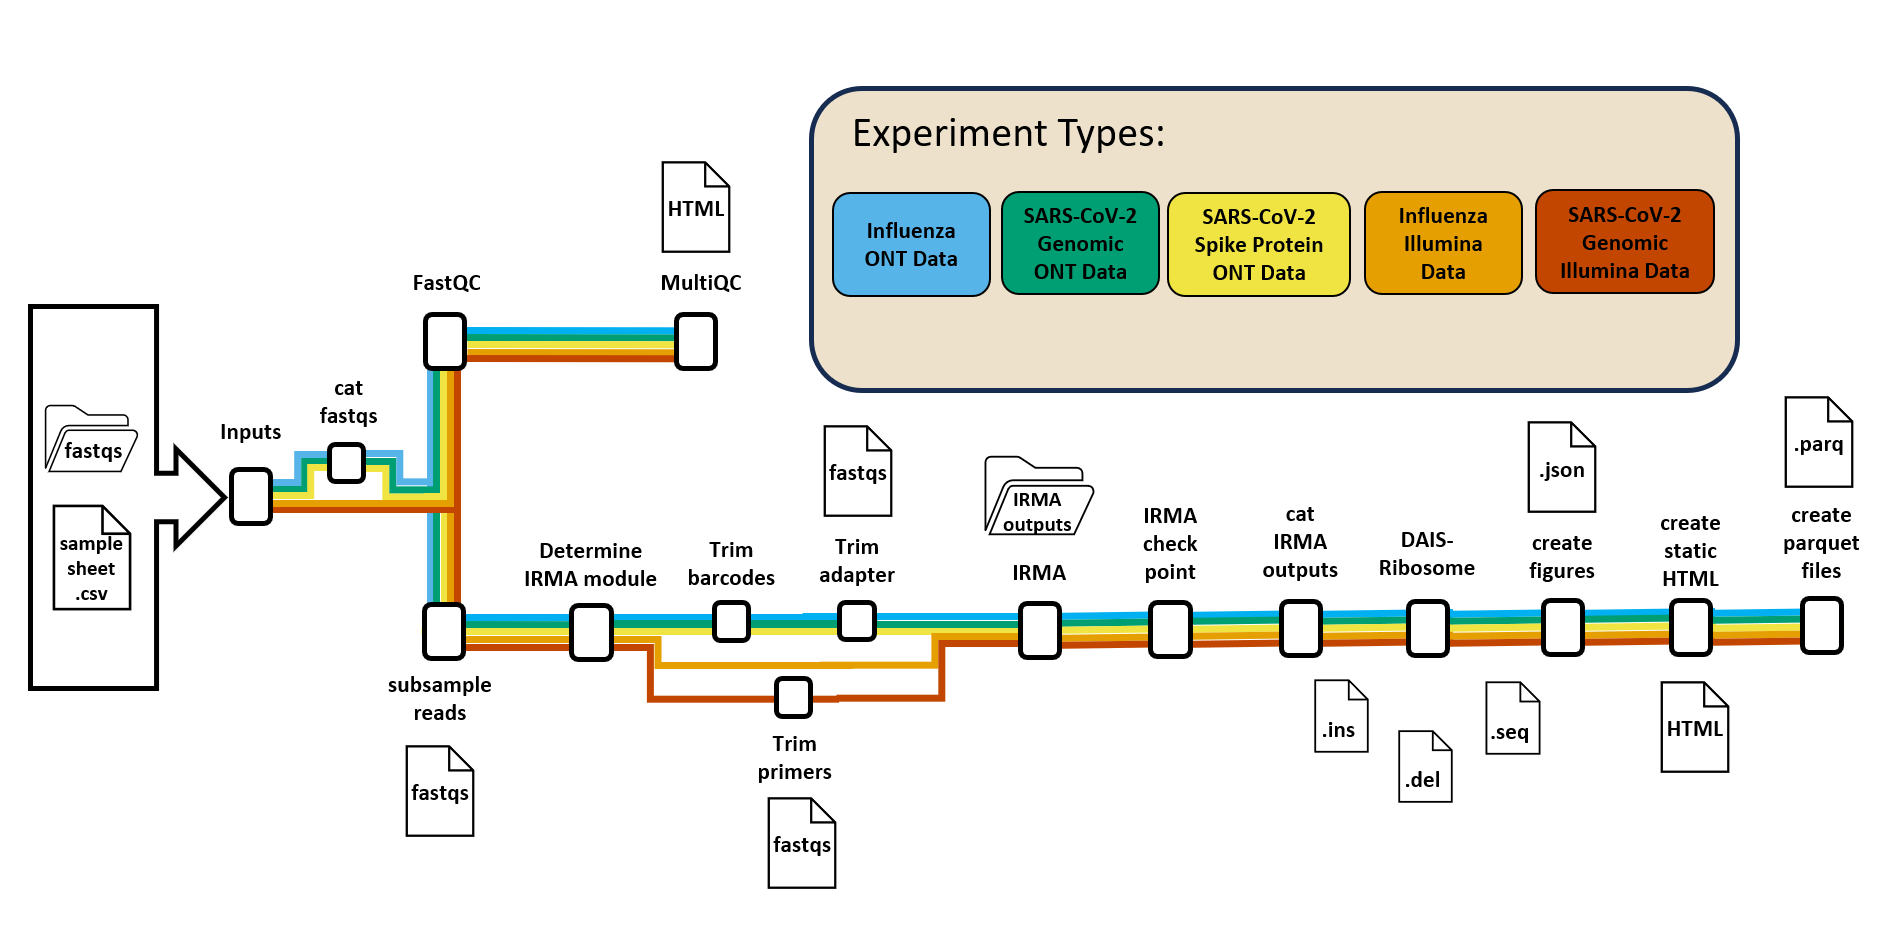 Experiment Types:
Influenza
ONT Data
SARS-CoV-2
Genomic
ONT Data
SARS-CoV-2
Spike Protein
ONT Data
Influenza
Illumina
Data
SARS-CoV-2
Genomic
Illumina Data
HTML
MultiQC
FastQC
fastqs
sample
sheet
.csv
Inputs
cat
fastqs
subsample
reads
fastqs
Determine
IRMA module
Trim
barcodes
fastqs
Trim
adapter
Trim
primers
fastqs
IRMA
outputs
IRMA
IRMA
check
point
cat
IRMA
outputs
DAIS-
Ribosome
.ins
.del
.seq
.json
create
figures
create
static
HTML
HTML
.parq
create
parquet
files